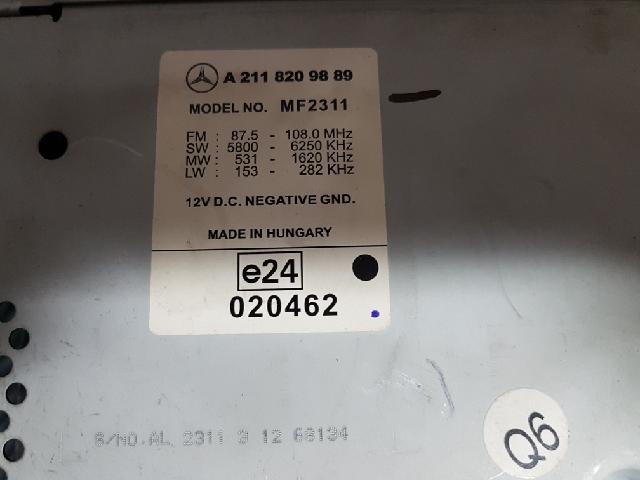 A 211 820 98 89
MODEL NO. MF2311
FM : 87.5 - 108.0 MHz
SW : 5800 - 6250 KHz
MW : 531 - 1620 KHz
LW : 153 - 282 KHz
12V D.C. NEGATIVE GND.
MADE IN HUNGARY
e24
020462
S/NO.AL 2311 9 12 68134
Q6